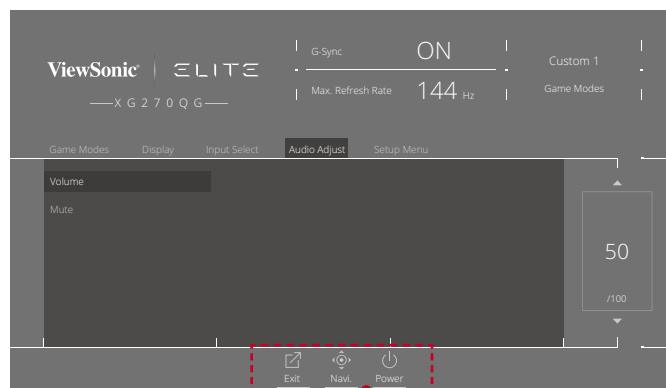 ViewSonic® ELITE
XG270QG
G-Sync ON
Max. Refresh Rate 144 Hz
Custom 1
Game Modes
Game Modes Display Input Select Audio Adjust Setup Menu
Volume
Mute
50
/100
Exit Navi. Power